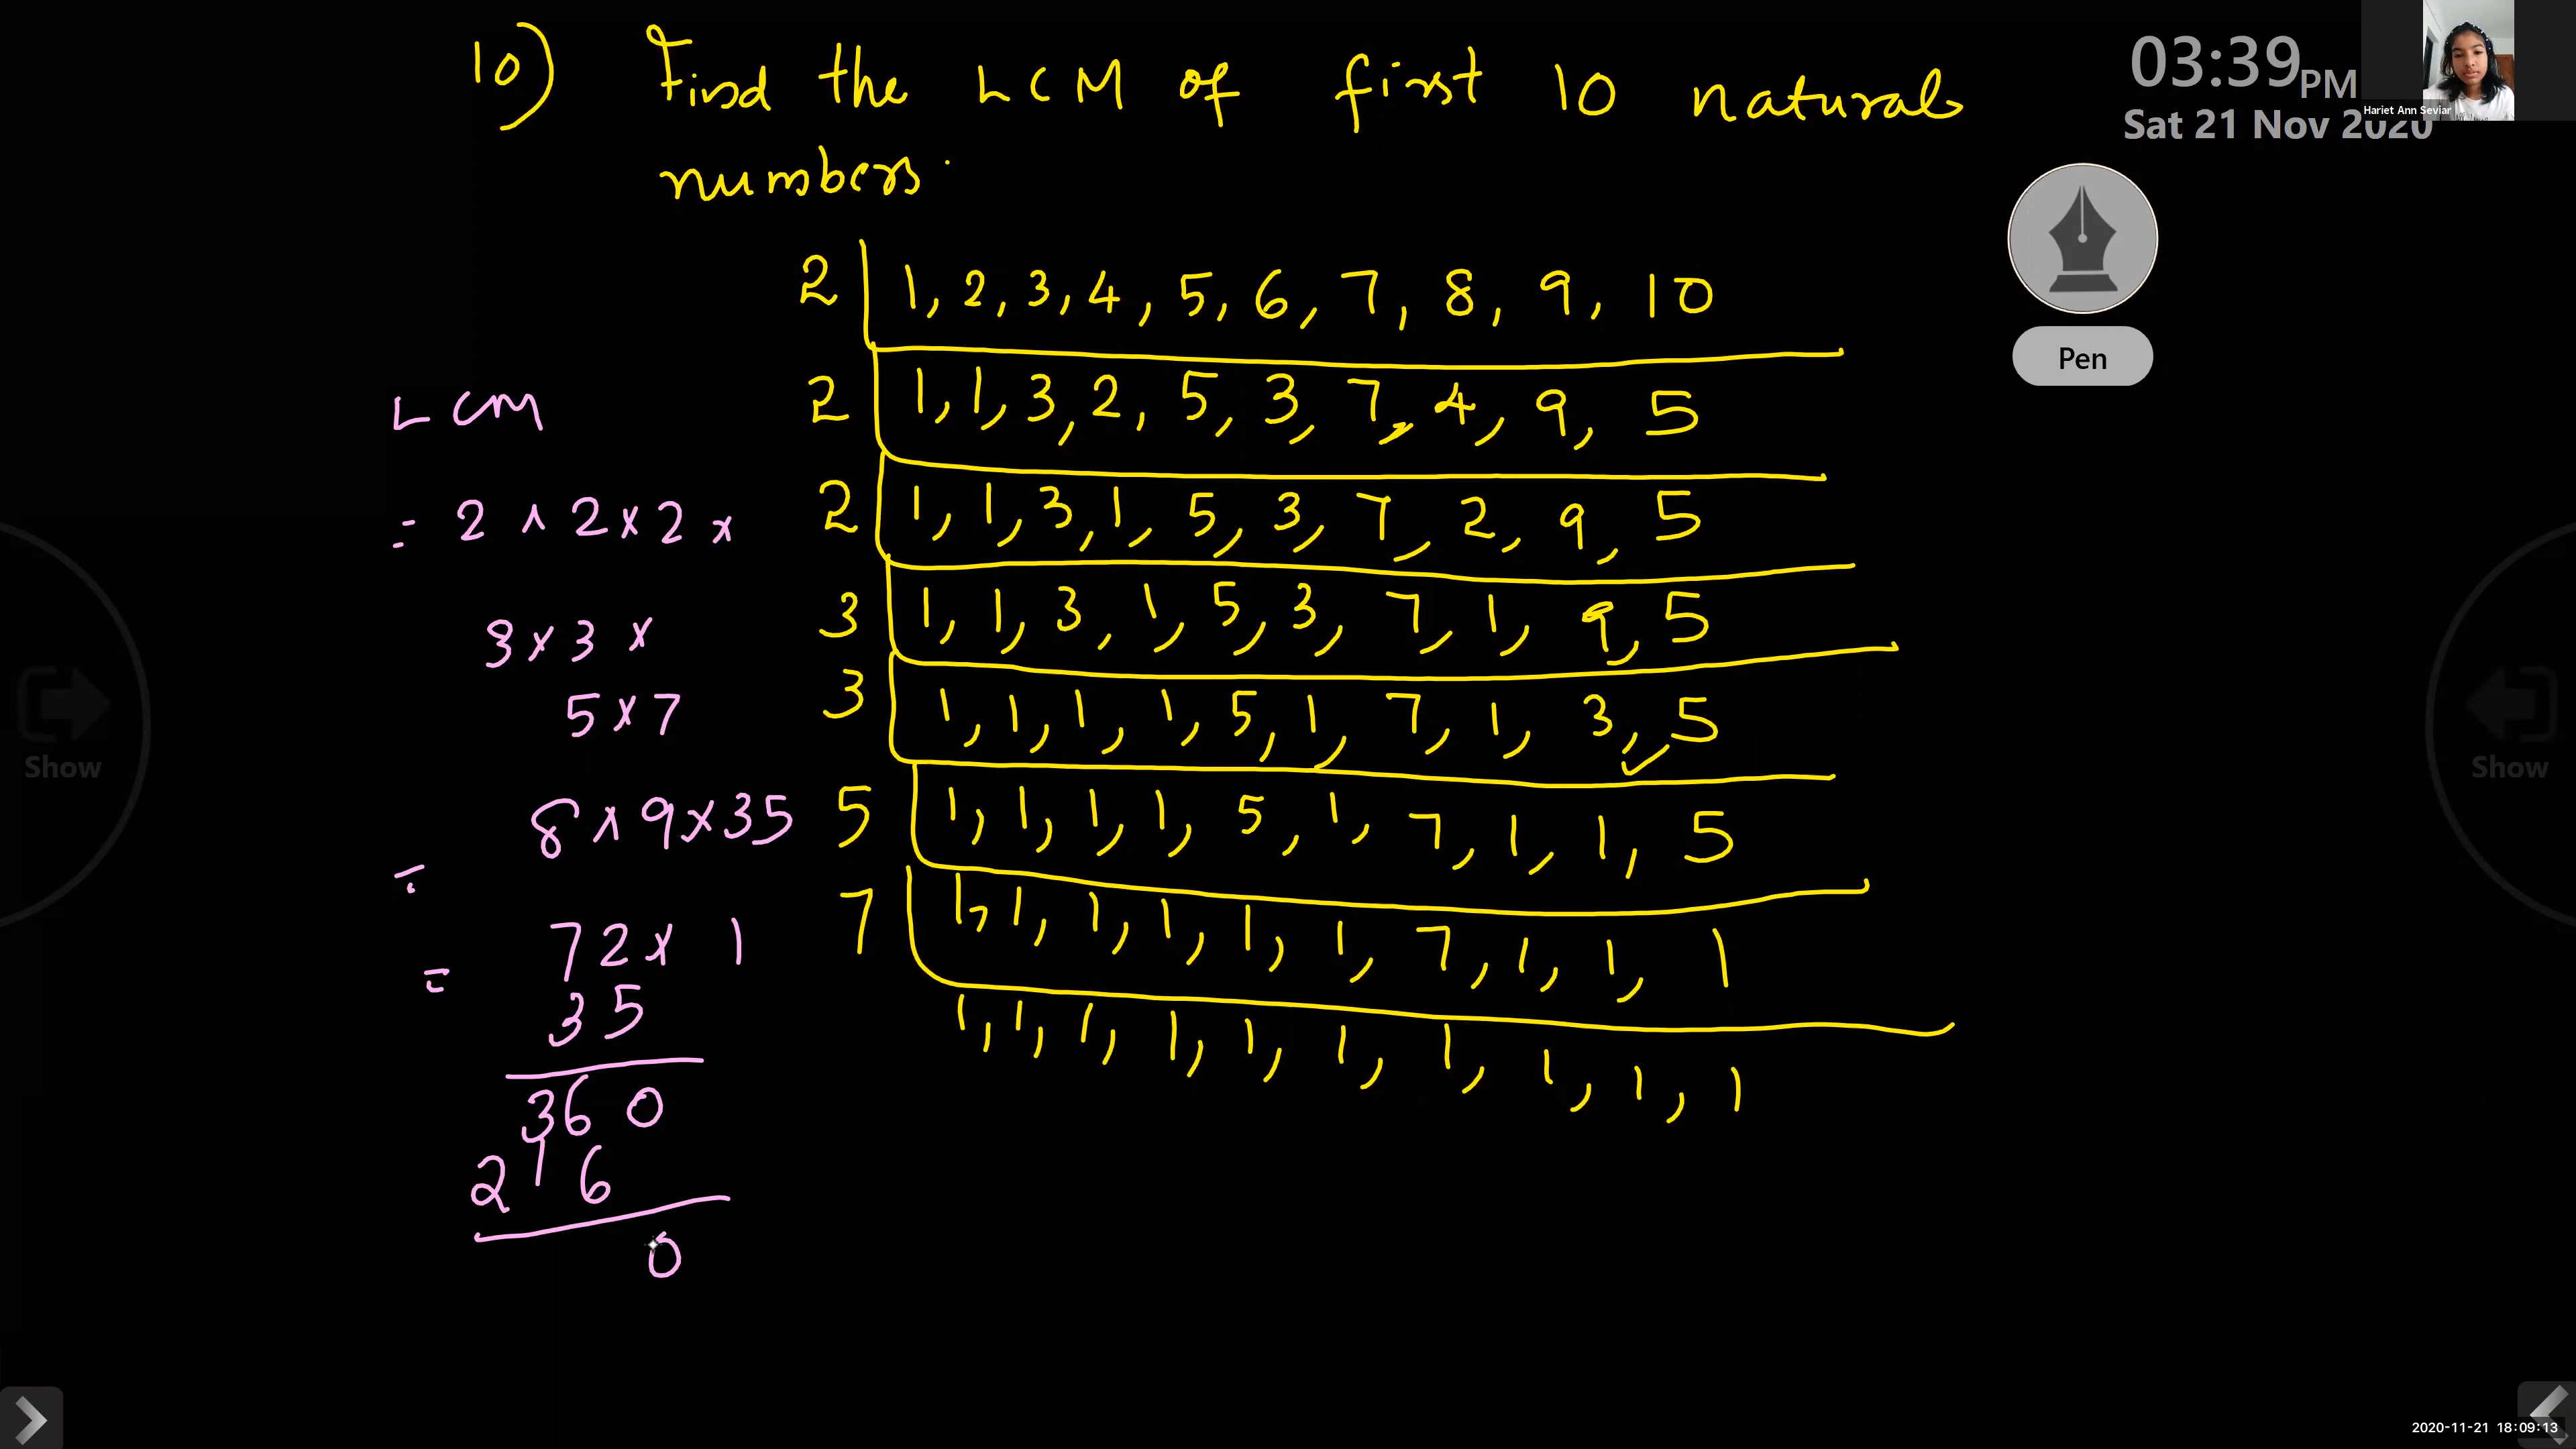 10) Find the LCM of first 10 natural
numbers.
03:39 PM
Sat 21 Nov 2020
Hariet Ann Seviar
Pen
2 1, 2, 3, 4, 5, 6, 7, 8, 9, 10
2 1, 1, 3, 2, 5, 3, 7, 4, 9, 5
2 1, 1, 3, 1, 5, 3, 7, 2, 9, 5
3 1, 1, 3, 1, 5, 3, 7, 1, 9, 5
3 1, 1, 1, 1, 5, 1, 7, 1, 3, 5
5 1, 1, 1, 1, 5, 1, 7, 1, 1, 5
7 1, 1, 1, 1, 1, 1, 7, 1, 1, 1
1, 1, 1, 1, 1, 1, 1, 1, 1, 1
LCM
= 2 x 2 x 2 x
3 x 3 x
5 x 7
= 8 x 9 x 35
= 72 x 1
35
360
216
0
Show
Show
2020-11-21 18:09:13